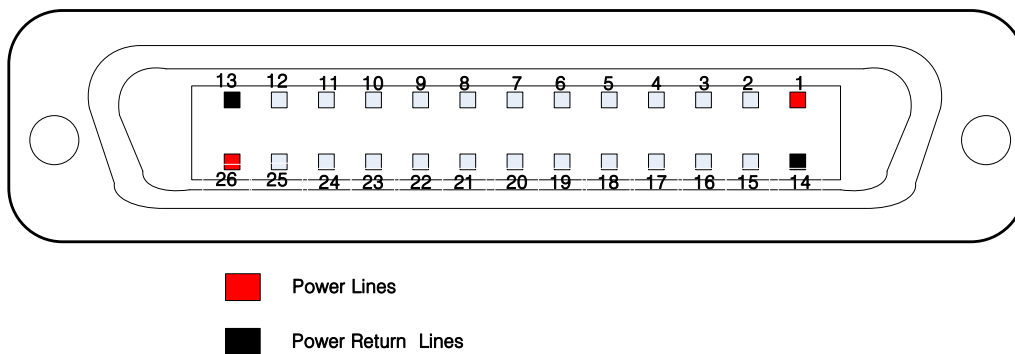 13 12 11 10 9 8 7 6 5 4 3 2 1
26 25 24 23 22 21 20 19 18 17 16 15 14
Power Lines
Power Return Lines